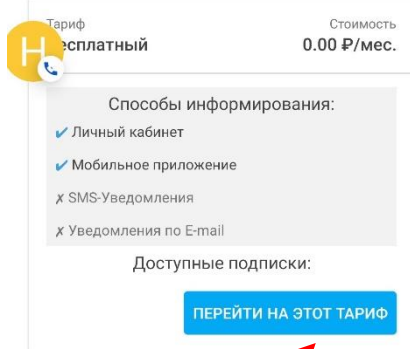 Тариф Стоимость
Н есплатный 0.00 ₽/мес.
Способы информирования:
✔ Личный кабинет
✔ Мобильное приложение
✗ SMS-Уведомления
✗ Уведомления по E-mail
Доступные подписки:
ПЕРЕЙТИ НА ЭТОТ ТАРИФ